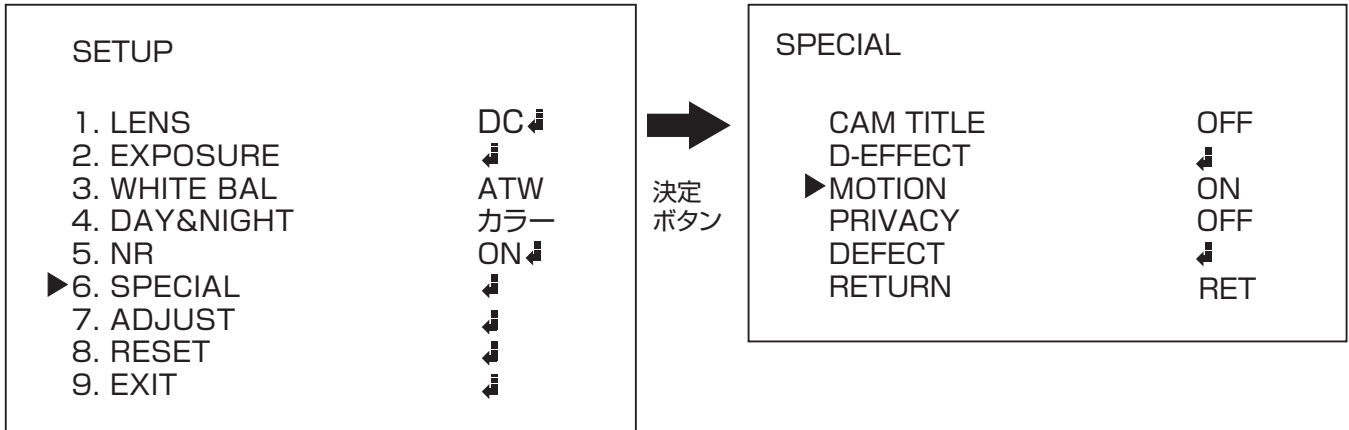 SETUP
1. LENS DC
2. EXPOSURE
3. WHITE BAL ATW
4. DAY&NIGHT カラー
5. NR ON
6. SPECIAL
7. ADJUST
8. RESET
9. EXIT
決定
ボタン
SPECIAL
CAM TITLE OFF
D-EFFECT
MOTION ON
PRIVACY OFF
DEFECT
RETURN RET